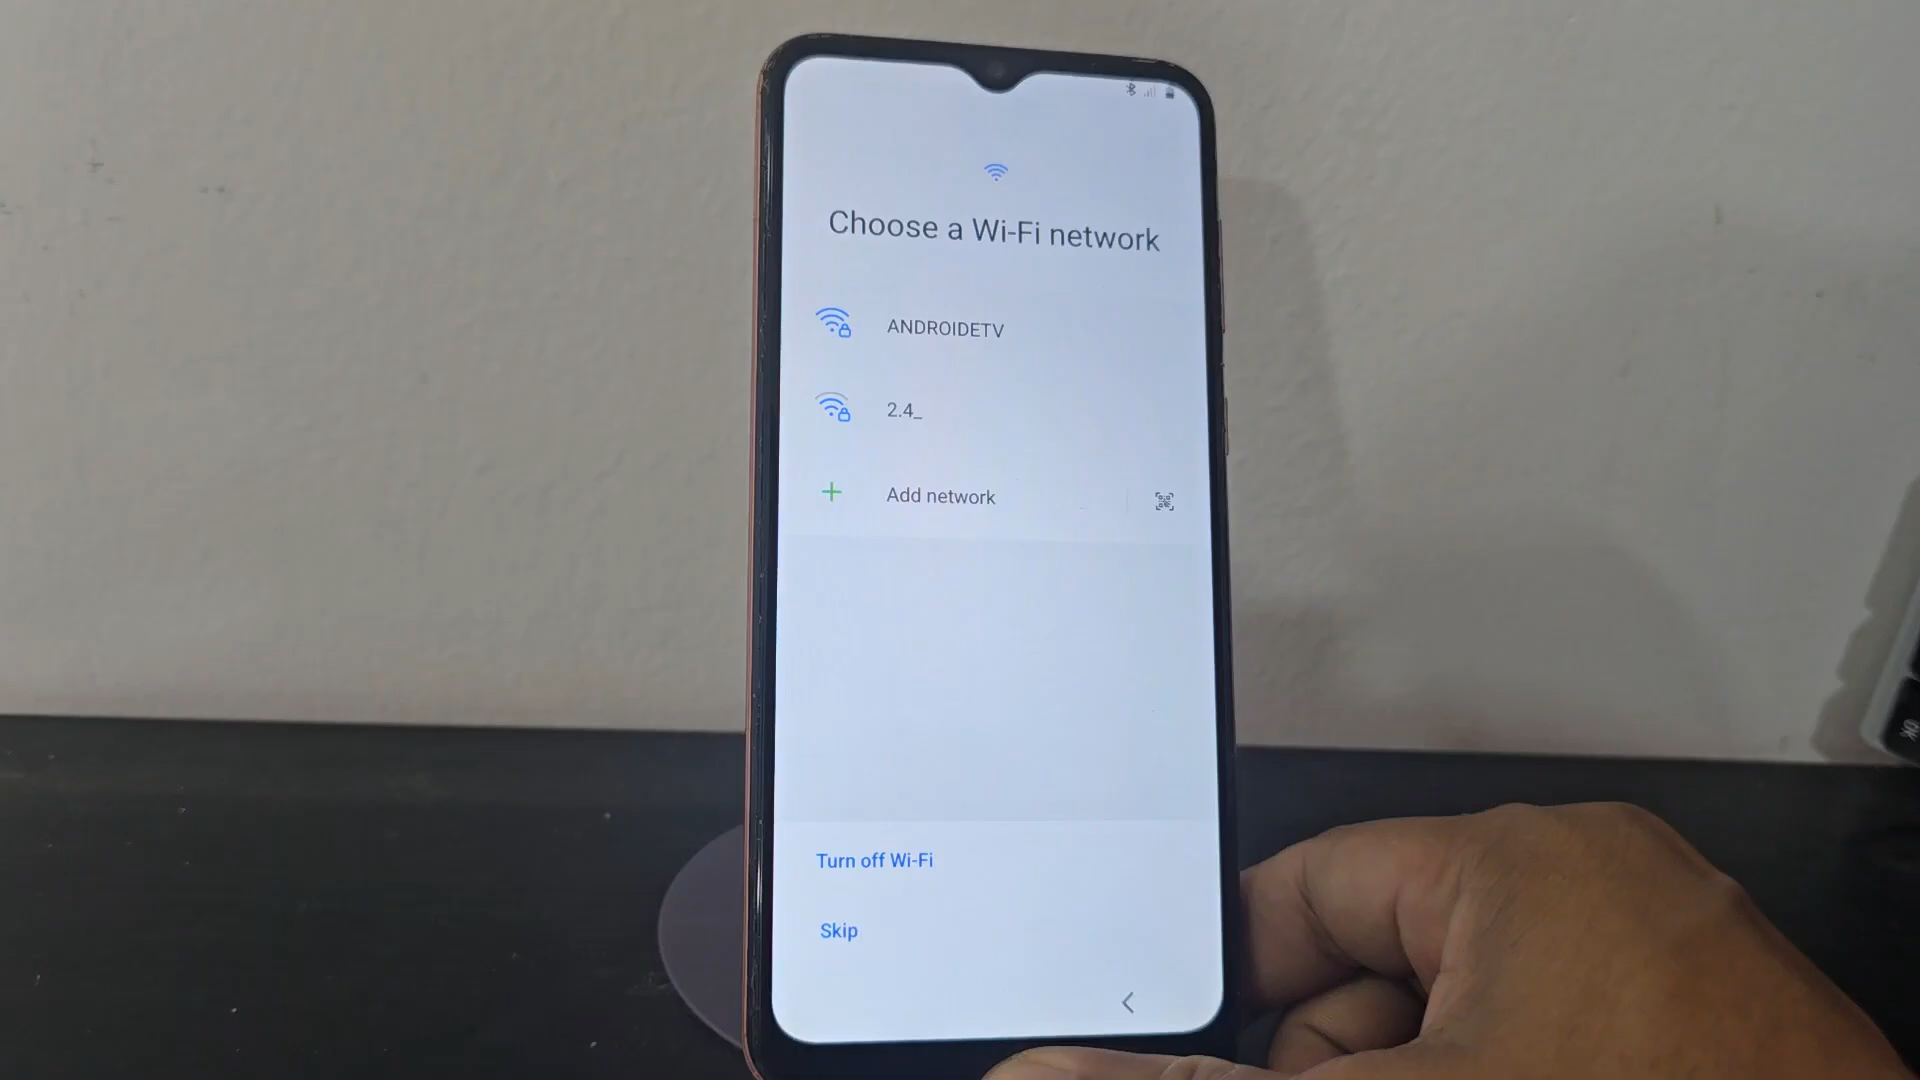 Choose a Wi-Fi network
ANDROIDETV
2.4_
Add network
Turn off Wi-Fi
Skip